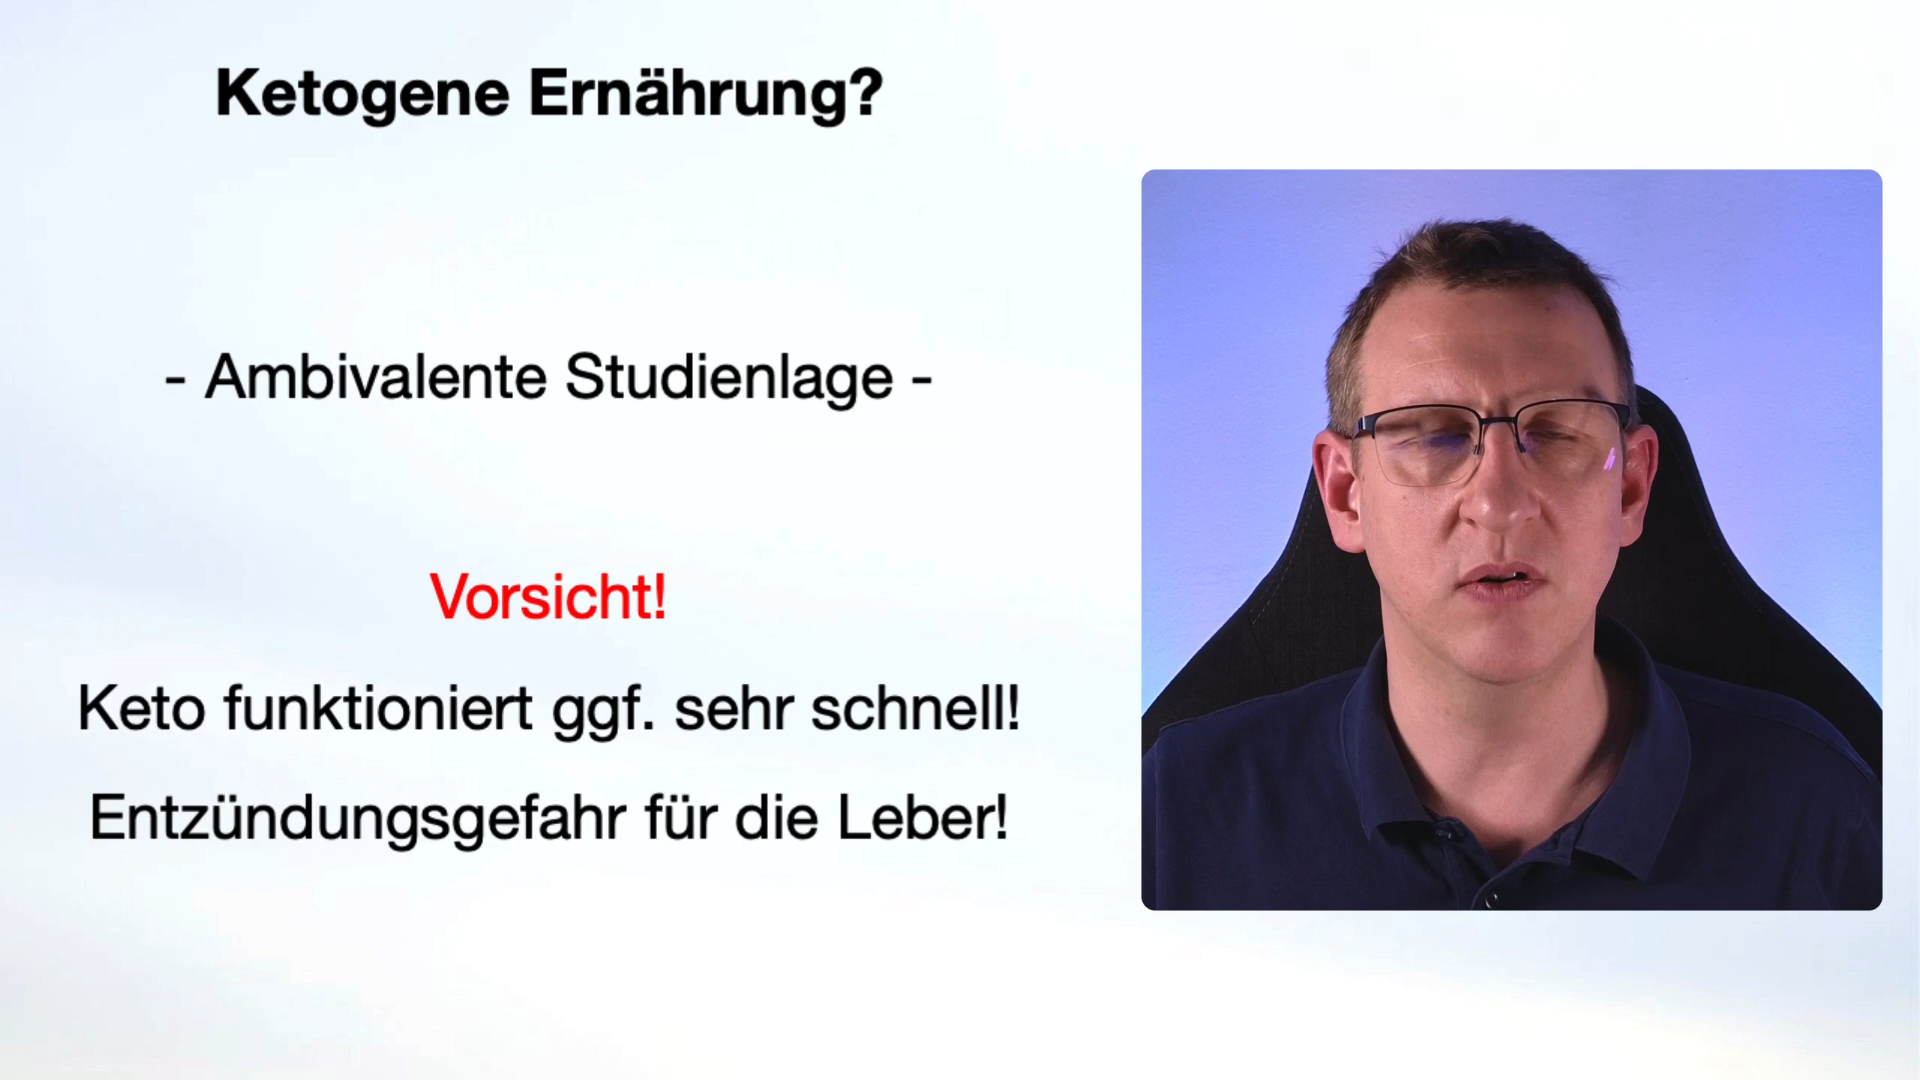 Ketogene Ernährung?
- Ambivalente Studienlage -
Vorsicht!
Keto funktioniert ggf. sehr schnell!
Entzündungsgefahr für die Leber!